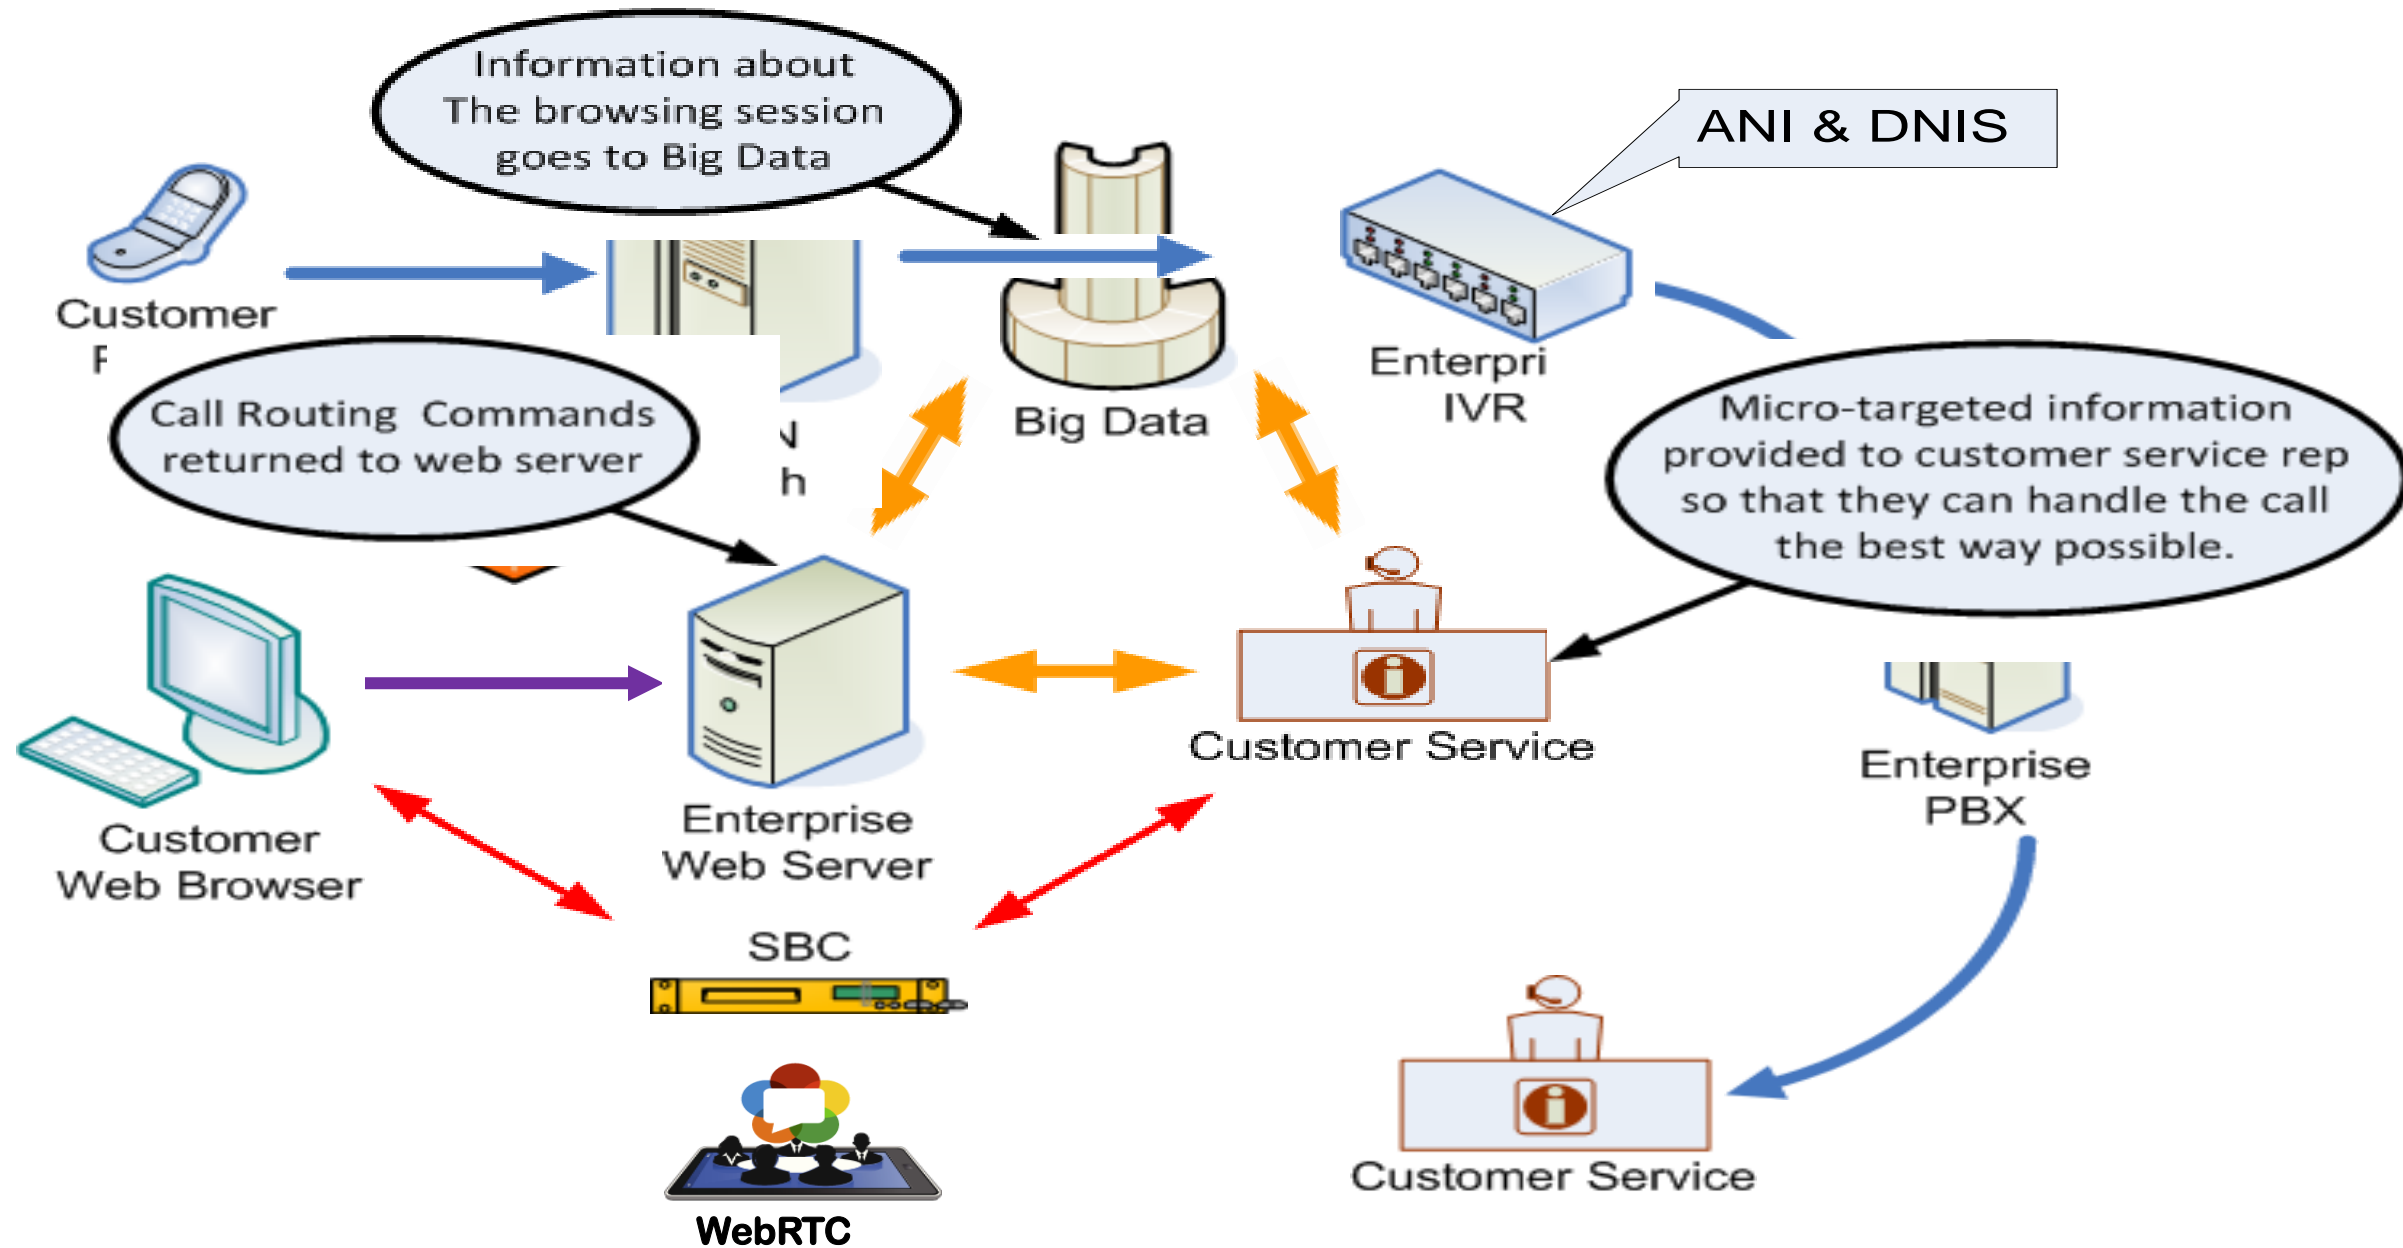 Information about
The browsing session
goes to Big Data
ANI & DNIS
Customer
Enterpri
IVR
Big Data
Call Routing Commands
returned to web server
Micro-targeted information
provided to customer service rep
so that they can handle the call
the best way possible.
Customer Service
Enterprise
PBX
Enterprise
Web Server
Customer
Web Browser
SBC
Customer Service
WebRTC